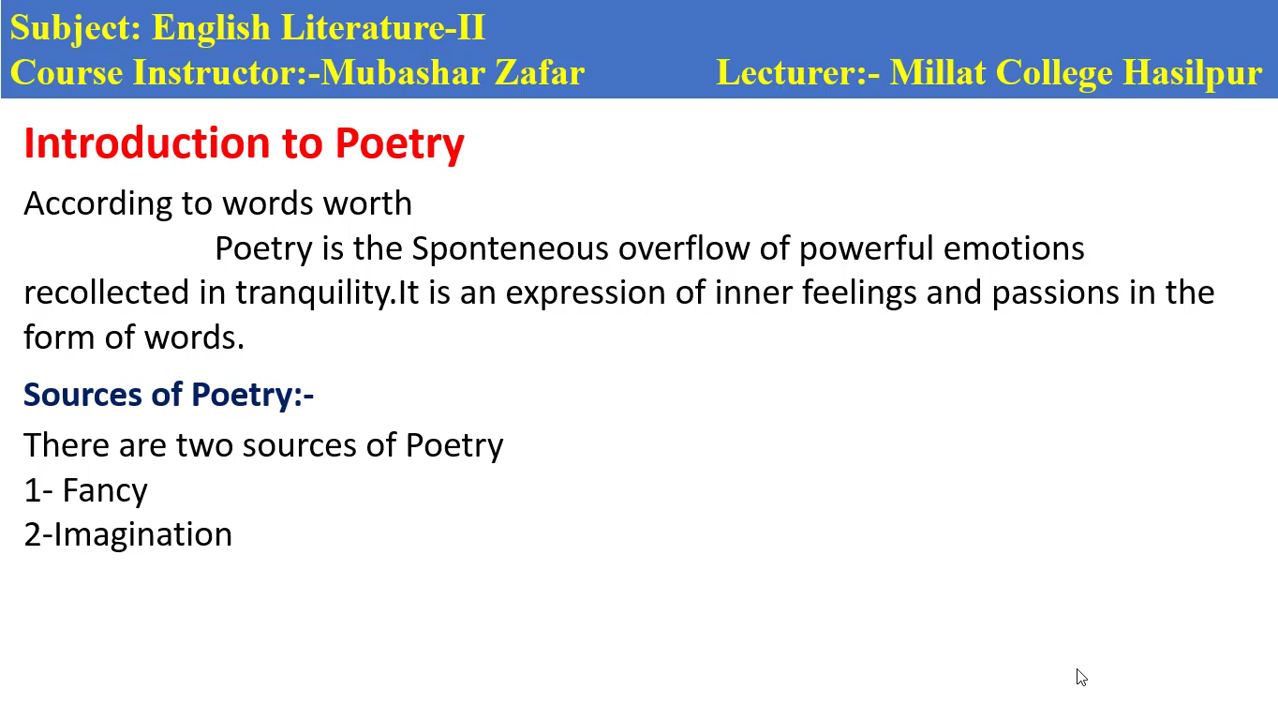 Subject: English Literature-II
Course Instructor:-Mubashar Zafar Lecturer:- Millat College Hasilpur
Introduction to Poetry
According to words worth
Poetry is the Sponteneous overflow of powerful emotions
recollected in tranquility.It is an expression of inner feelings and passions in the
form of words.
Sources of Poetry:-
There are two sources of Poetry
1- Fancy
2-Imagination